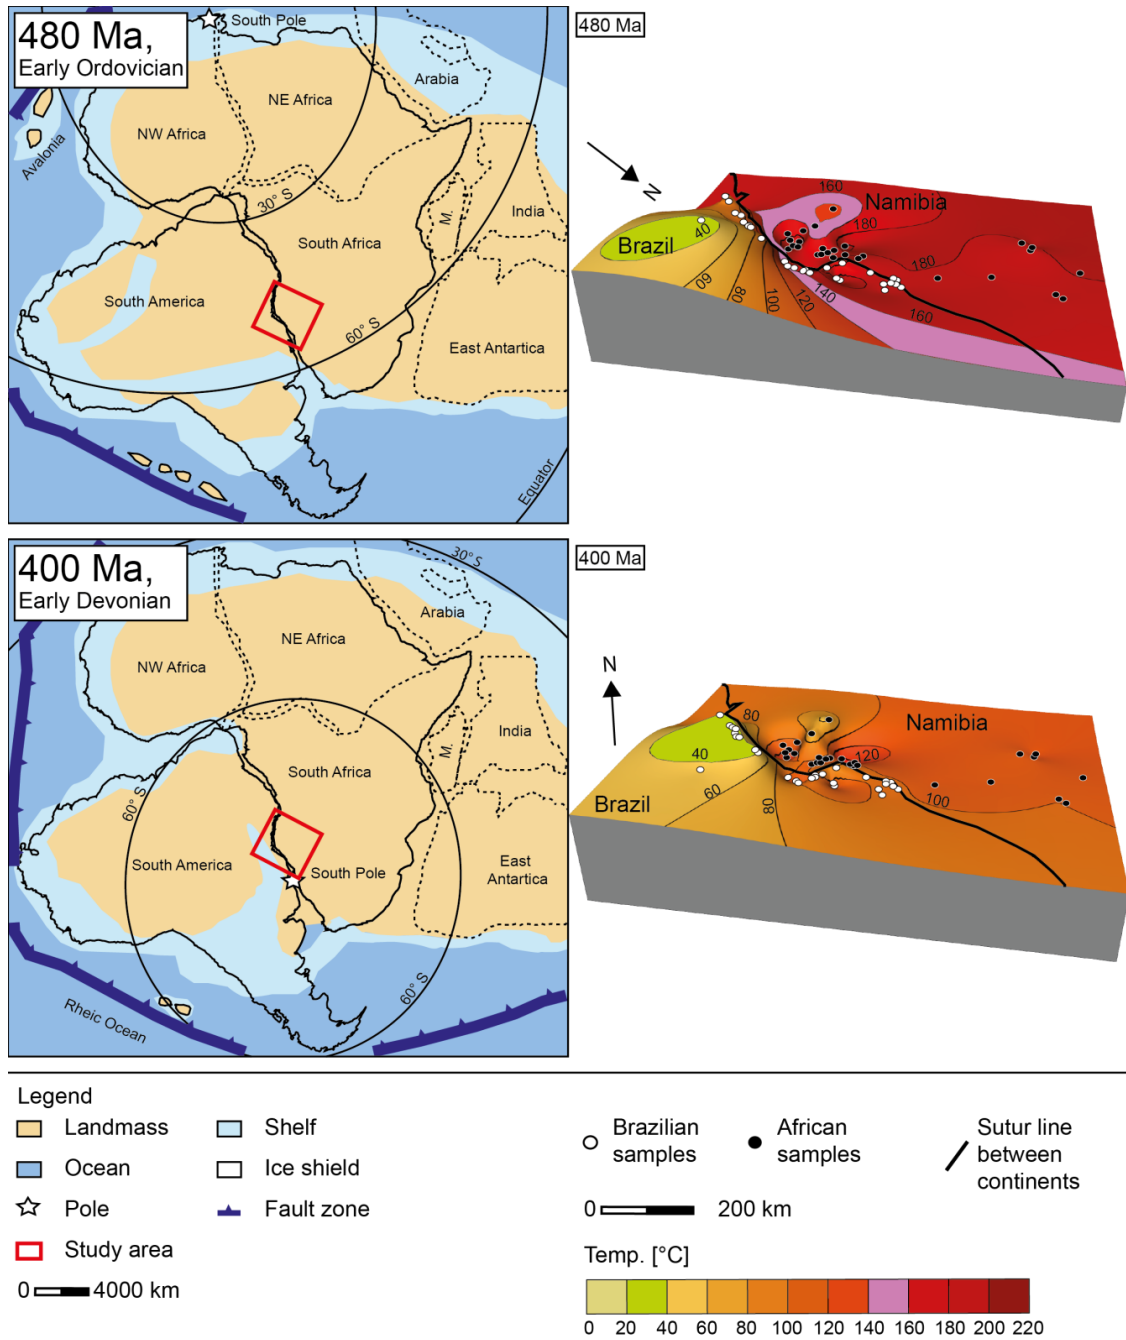 480 Ma,
Early Ordovician
South Pole
Arabia
NE Africa
NW Africa
Avalonia
30° S
India
M.
South Africa
South America
60° S
East Antartica
Equator
480 Ma
N
160
Namibia
180
40
Brazil
180
60
80
100
120
140
160
400 Ma,
Early Devonian
30° S
Arabia
NE Africa
NW Africa
India
M.
South Africa
60° S
South America
South Pole
East
Antartica
60° S
Rheic Ocean
400 Ma
N
80
Namibia
40
120
60
Brazil
80
100
Legend
Landmass
Shelf
Ocean
Ice shield
Pole
Fault zone
Study area
0 4000 km
Brazilian
samples
African
samples
Sutur line
between
continents
0 200 km
Temp. [°C]
0 20 40 60 80 100 120 140 160 180 200 220